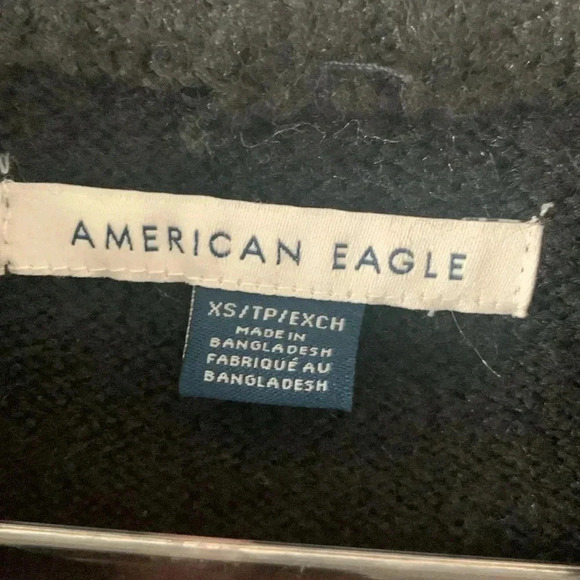 AMERICAN EAGLE
XS/TP/EXCH
MADE IN
BANGLADESH
FABRIQUÉ AU
BANGLADESH